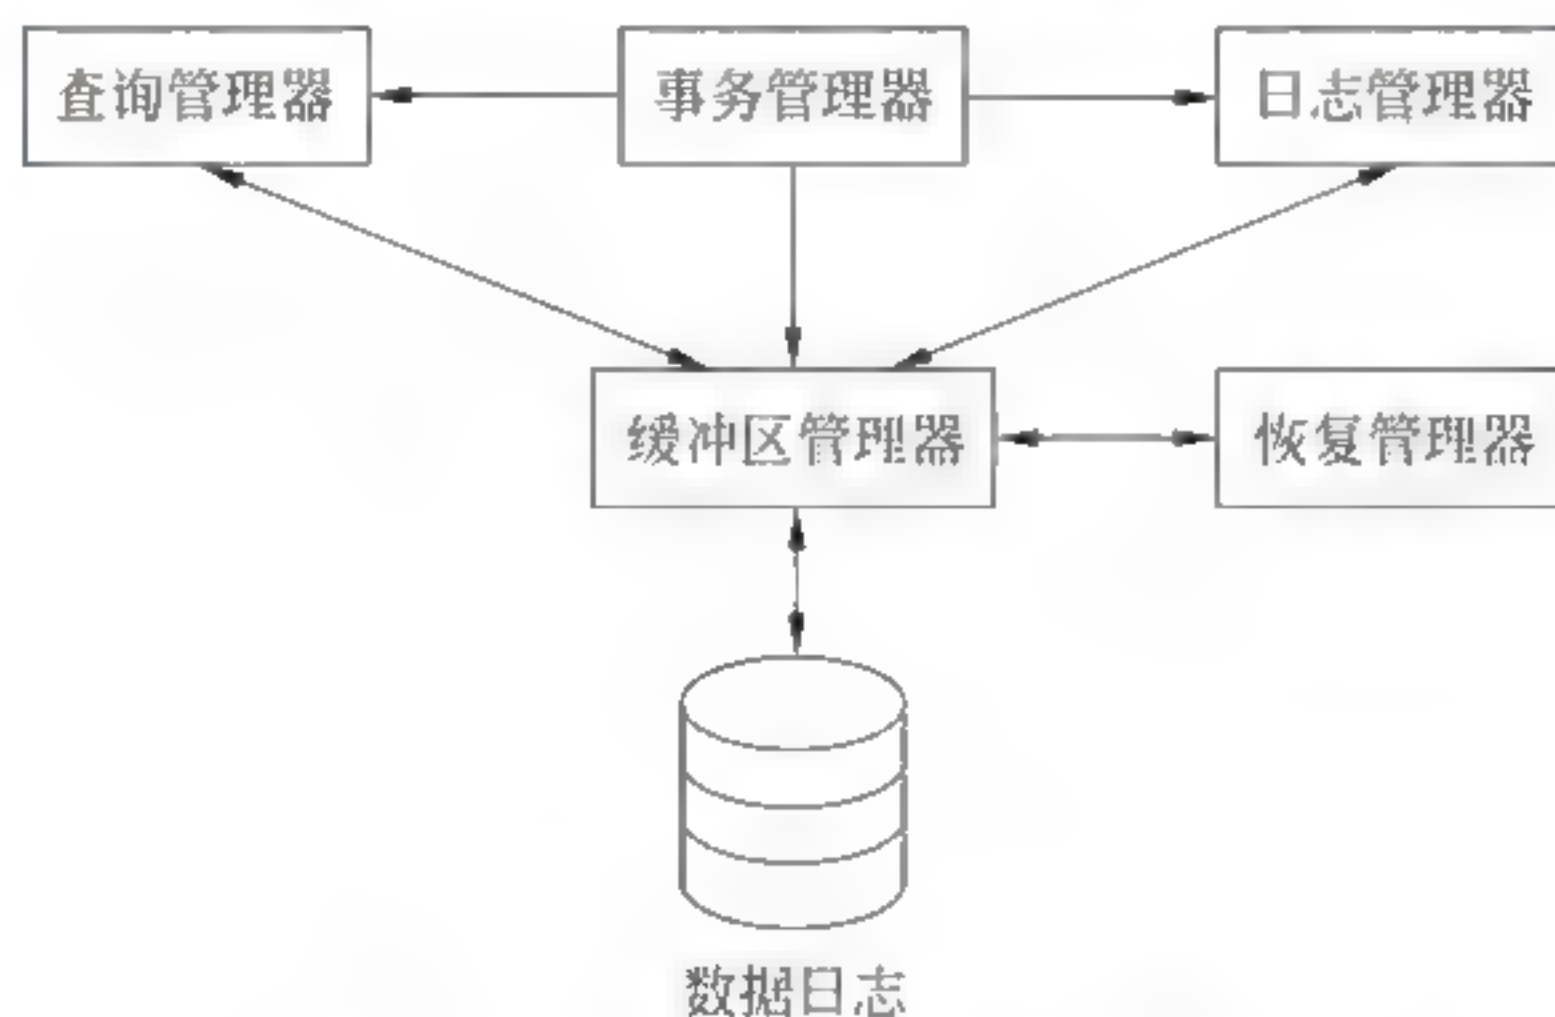 查询管理器
事务管理器
日志管理器
缓冲区管理器
恢复管理器
数据日志